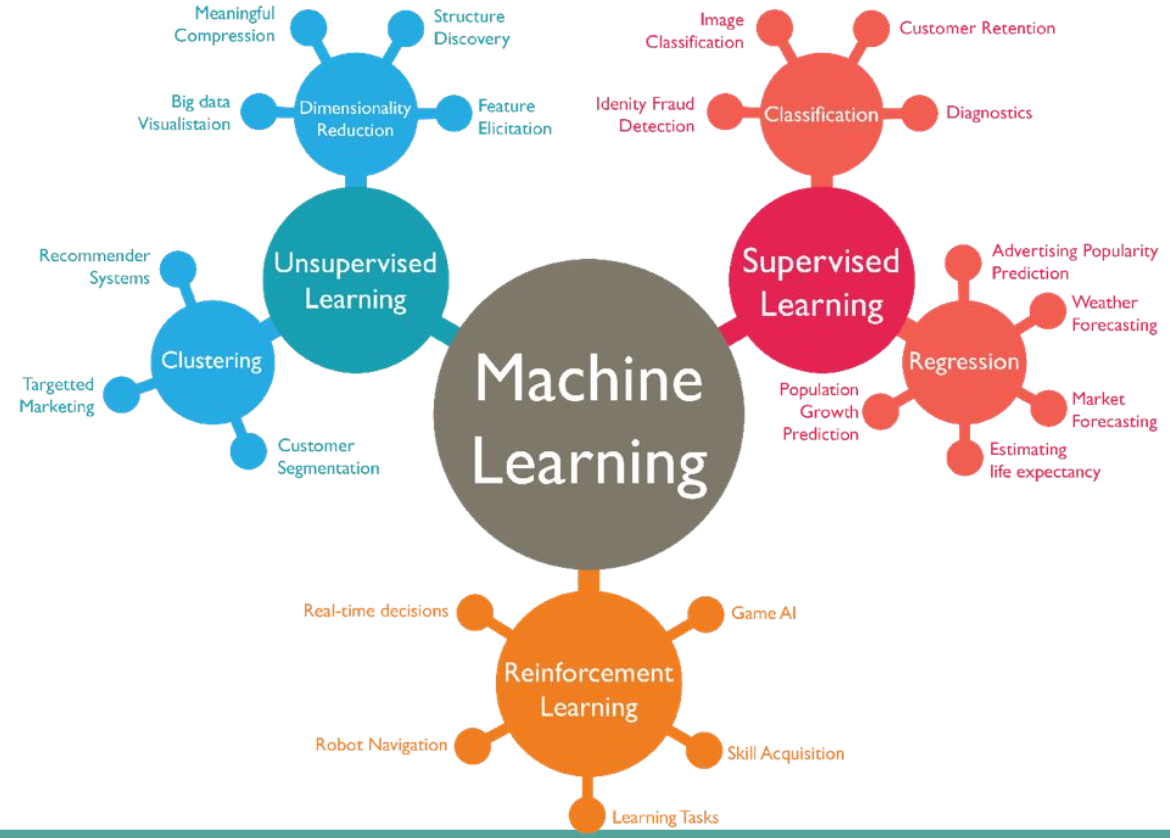 Meaningful
Compression
Structure
Discovery
Big data
Visualistaion
Dimensionality
Reduction
Feature
Elicitation
Image
Classification
Customer Retention
Idenity Fraud
Detection
Classification
Diagnostics
Recommender
Systems
Unsupervised
Learning
Clustering
Targetted
Marketing
Customer
Segmentation
Supervised
Learning
Advertising Popularity
Prediction
Weather
Forecasting
Regression
Population
Growth
Prediction
Market
Forecasting
Estimating
life expectancy
Machine
Learning
Real-time decisions
Game AI
Reinforcement
Learning
Robot Navigation
Skill Acquisition
Learning Tasks